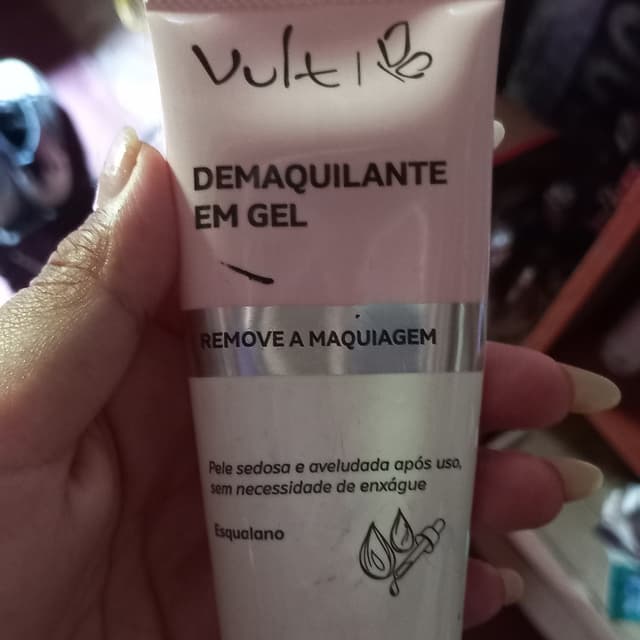 Vult
DEMAQUILANTE
EM GEL
REMOVE A MAQUIAGEM
Pele sedosa e aveludada após uso,
sem necessidade de enxágue
Esqualano